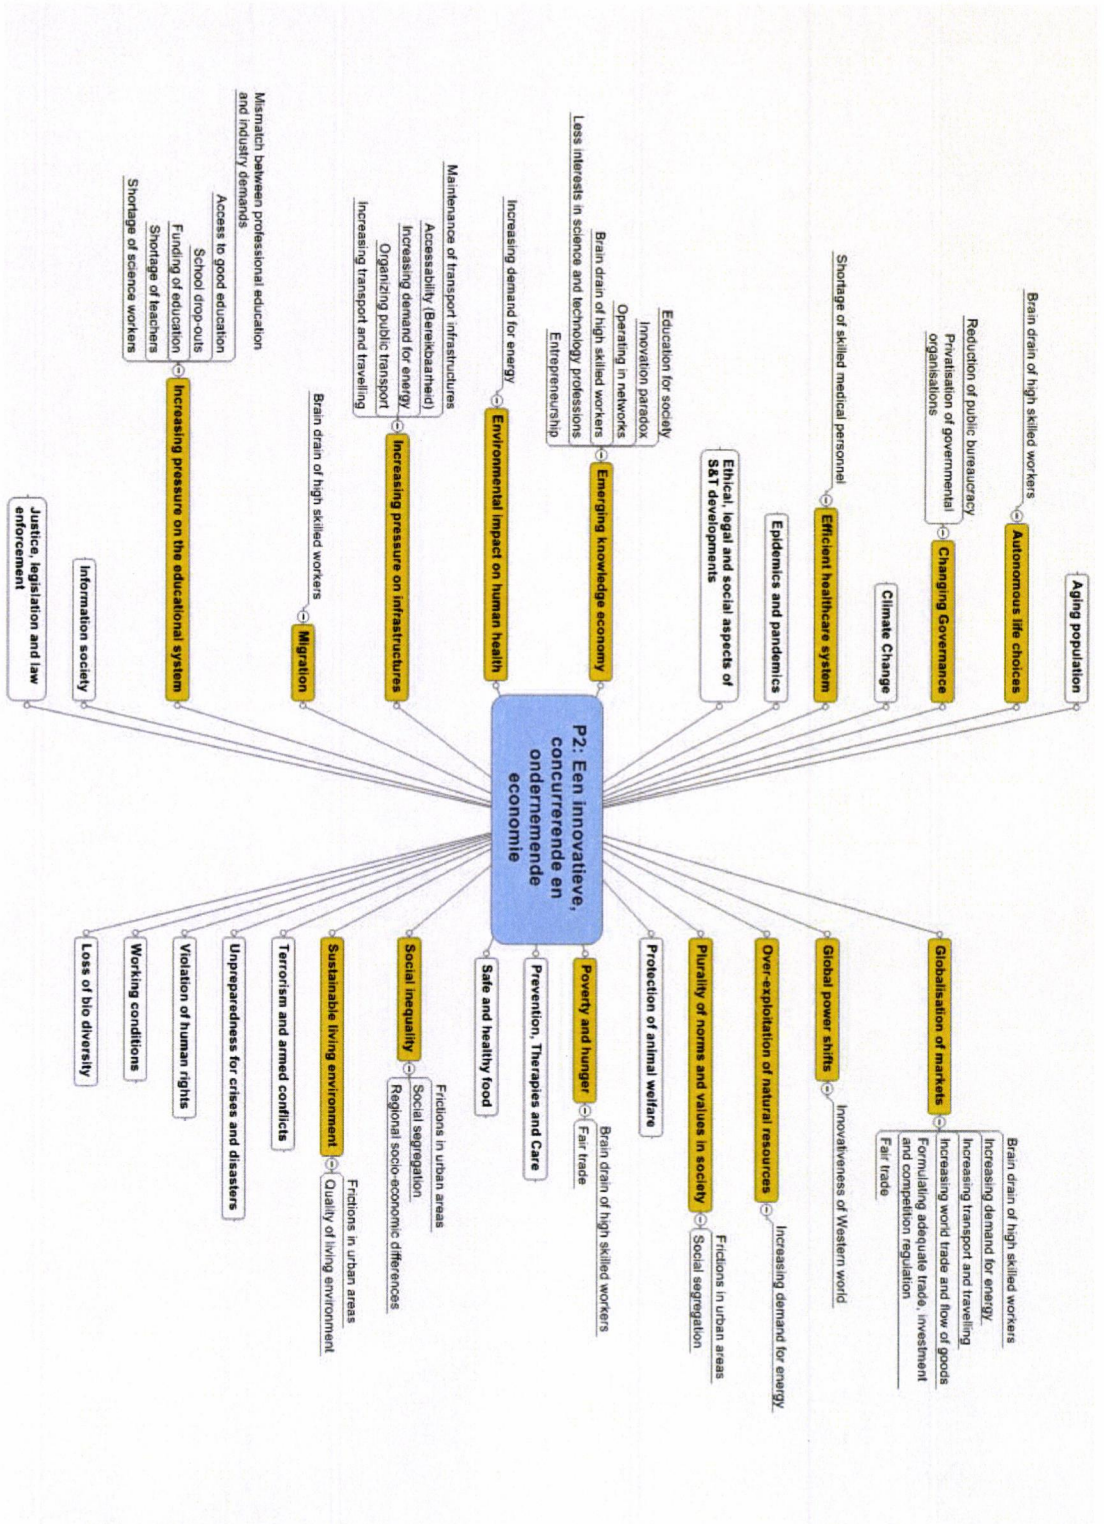 P2: Een innovatieve,
concurrerende en
ondernemende
economie
Aging population
Autonomous life choices
Brain drain of high skilled workers
Changing Governance
Reduction of public bureaucracy
Privatisation of governmental
organisations
Climate Change
Efficient healthcare system
Shortage of skilled medical personnel
Epidemics and pandemics
Ethical, legal and social aspects of
S&T developments
Emerging knowledge economy
Education for society
Innovation paradox
Operating in networks
Brain drain of high skilled workers
Less interests in science and technology professions
Entrepreneurship
Environmental impact on human health
Increasing demand for energy
Increasing pressure on infrastructures
Maintenance of transport infrastructures
Accessability (Bereikbaarheid)
Increasing demand for energy
Organizing public transport
Increasing transport and travelling
Migration
Brain drain of high skilled workers
Increasing pressure on the educational system
Mismatch between professional education
and industry demands
Access to good education
School drop-outs
Funding of education
Shortage of teachers
Shortage of science workers
Information society
Justice, legislation and law
enforcement
Globalisation of markets
Brain drain of high skilled workers
Increasing demand for energy
Increasing transport and travelling
Increasing world trade and flow of goods
Formulating adequate trade, investment
and competition regulation
Fair trade
Global power shifts
Innovativeness of Western world
Over-exploitation of natural resources
Increasing demand for energy
Plurality of norms and values in society
Frictions in urban areas
Social segregation
Protection of animal welfare
Poverty and hunger
Brain drain of high skilled workers
Fair trade
Prevention, Therapies and Care
Safe and healthy food
Social inequality
Frictions in urban areas
Social segregation
Regional socio-economic differences
Sustainable living environment
Frictions in urban areas
Quality of living environment
Terrorism and armed conflicts
Unpreparedness for crises and disasters
Violation of human rights
Working conditions
Loss of bio diversity